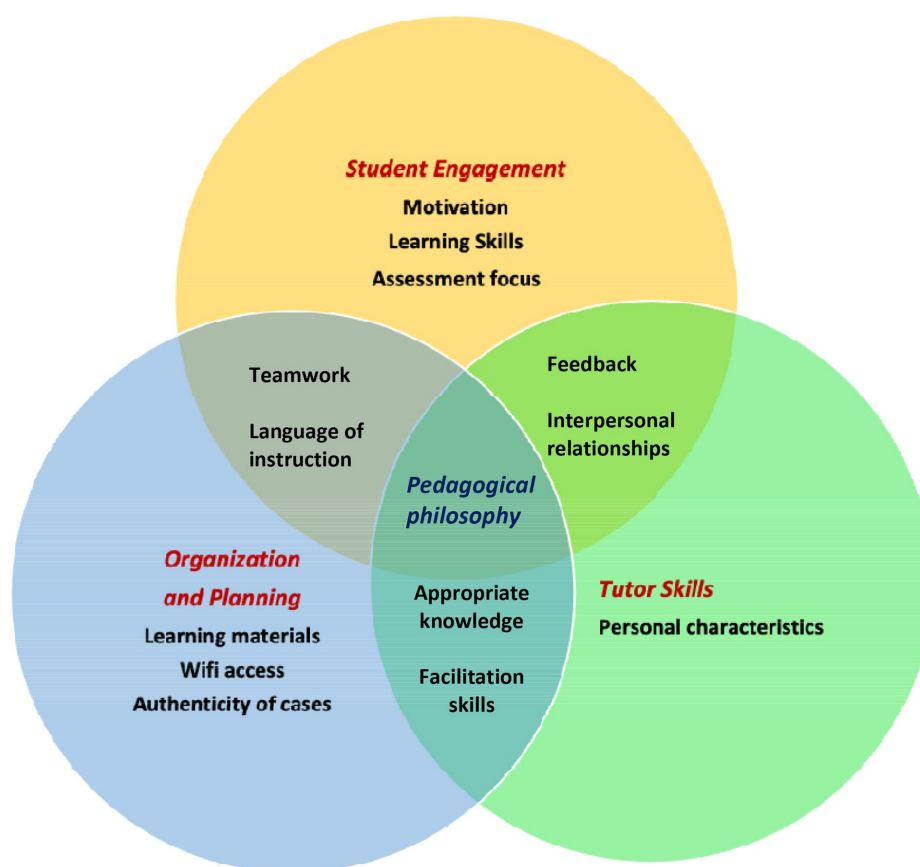 Student Engagement
Motivation
Learning Skills
Assessment focus
Teamwork
Language of
instruction
Feedback
Interpersonal
relationships
Pedagogical
philosophy
Organization
and Planning
Learning materials
Wifi access
Authenticity of cases
Appropriate
knowledge
Facilitation
skills
Tutor Skills
Personal characteristics